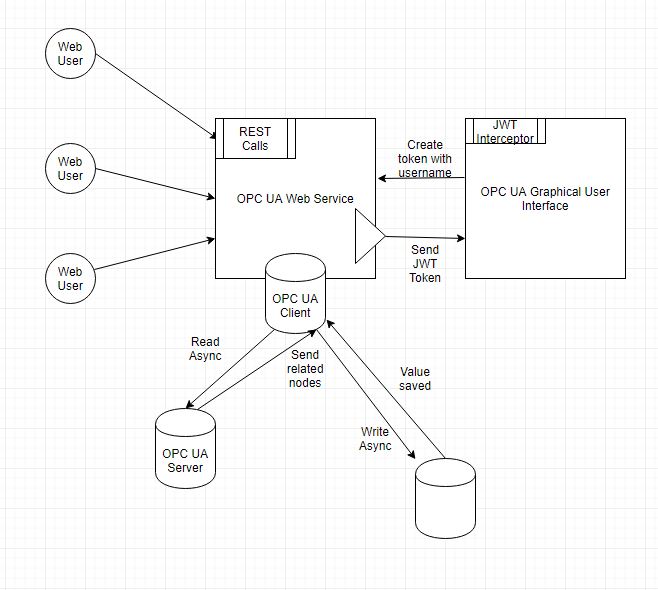 Web
User
REST
Calls
JWT
Interceptor
Create
token with
username
Web
User
OPC UA Web Service
OPC UA Graphical User
Interface
Send
JWT
Token
Web
User
OPC UA
Client
Read
Async
Send
related
nodes
Value
saved
Write
Async
OPC UA
Server